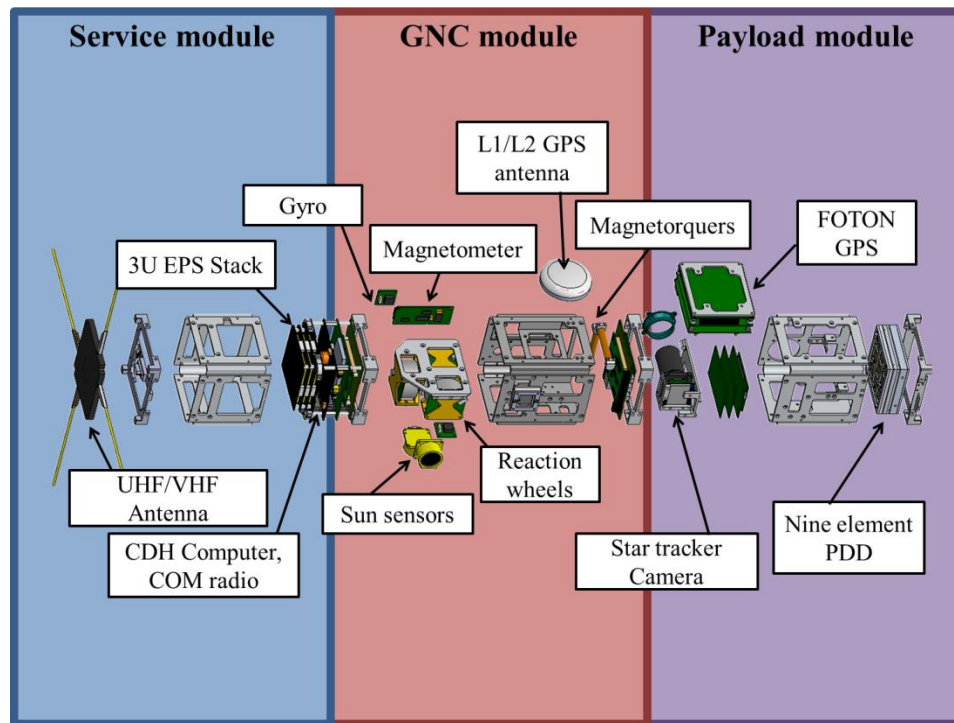 Service module
GNC module
Payload module
L1/L2 GPS
antenna
Gyro
Magnetorquers
FOTON
GPS
Magnetometer
3U EPS Stack
UHF/VHF
Antenna
CDH Computer,
COM radio
Sun sensors
Reaction
wheels
Star tracker
Camera
Nine element
PDD